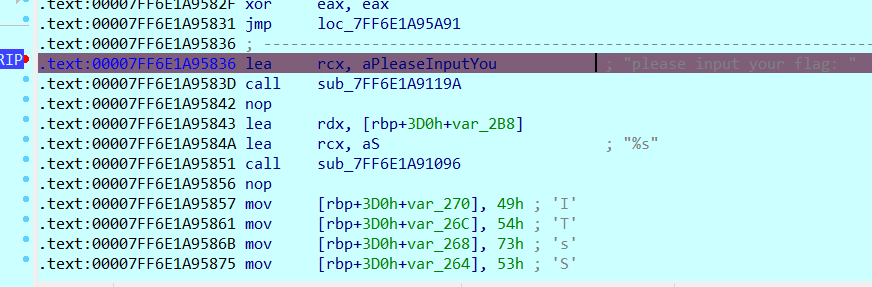 .text:00007FF6E1A9582F xor eax, eax
.text:00007FF6E1A95831 jmp loc_7FF6E1A95A91
.text:00007FF6E1A95836 ; ---------------------------------------------------------------------------
RIP .text:00007FF6E1A95836 lea rcx, aPleaseInputYou ; "please input your flag: "
.text:00007FF6E1A9583D call sub_7FF6E1A9119A
.text:00007FF6E1A95842 nop
.text:00007FF6E1A95843 lea rdx, [rbp+3D0h+var_2B8]
.text:00007FF6E1A9584A lea rcx, aS ; "%s"
.text:00007FF6E1A95851 call sub_7FF6E1A91096
.text:00007FF6E1A95856 nop
.text:00007FF6E1A95857 mov [rbp+3D0h+var_270], 49h ; 'I'
.text:00007FF6E1A95861 mov [rbp+3D0h+var_26C], 54h ; 'T'
.text:00007FF6E1A9586B mov [rbp+3D0h+var_268], 73h ; 's'
.text:00007FF6E1A95875 mov [rbp+3D0h+var_264], 53h ; 'S'